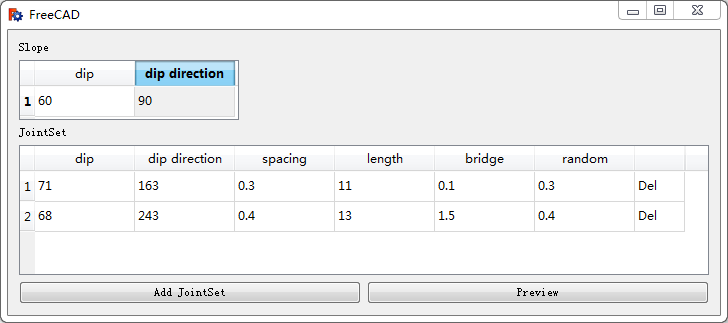 FreeCAD
Slope
dip dip direction
1 60 90
JointSet
dip dip direction spacing length bridge random
1 71 163 0.3 11 0.1 0.3 Del
2 68 243 0.4 13 1.5 0.4 Del
Add JointSet Preview